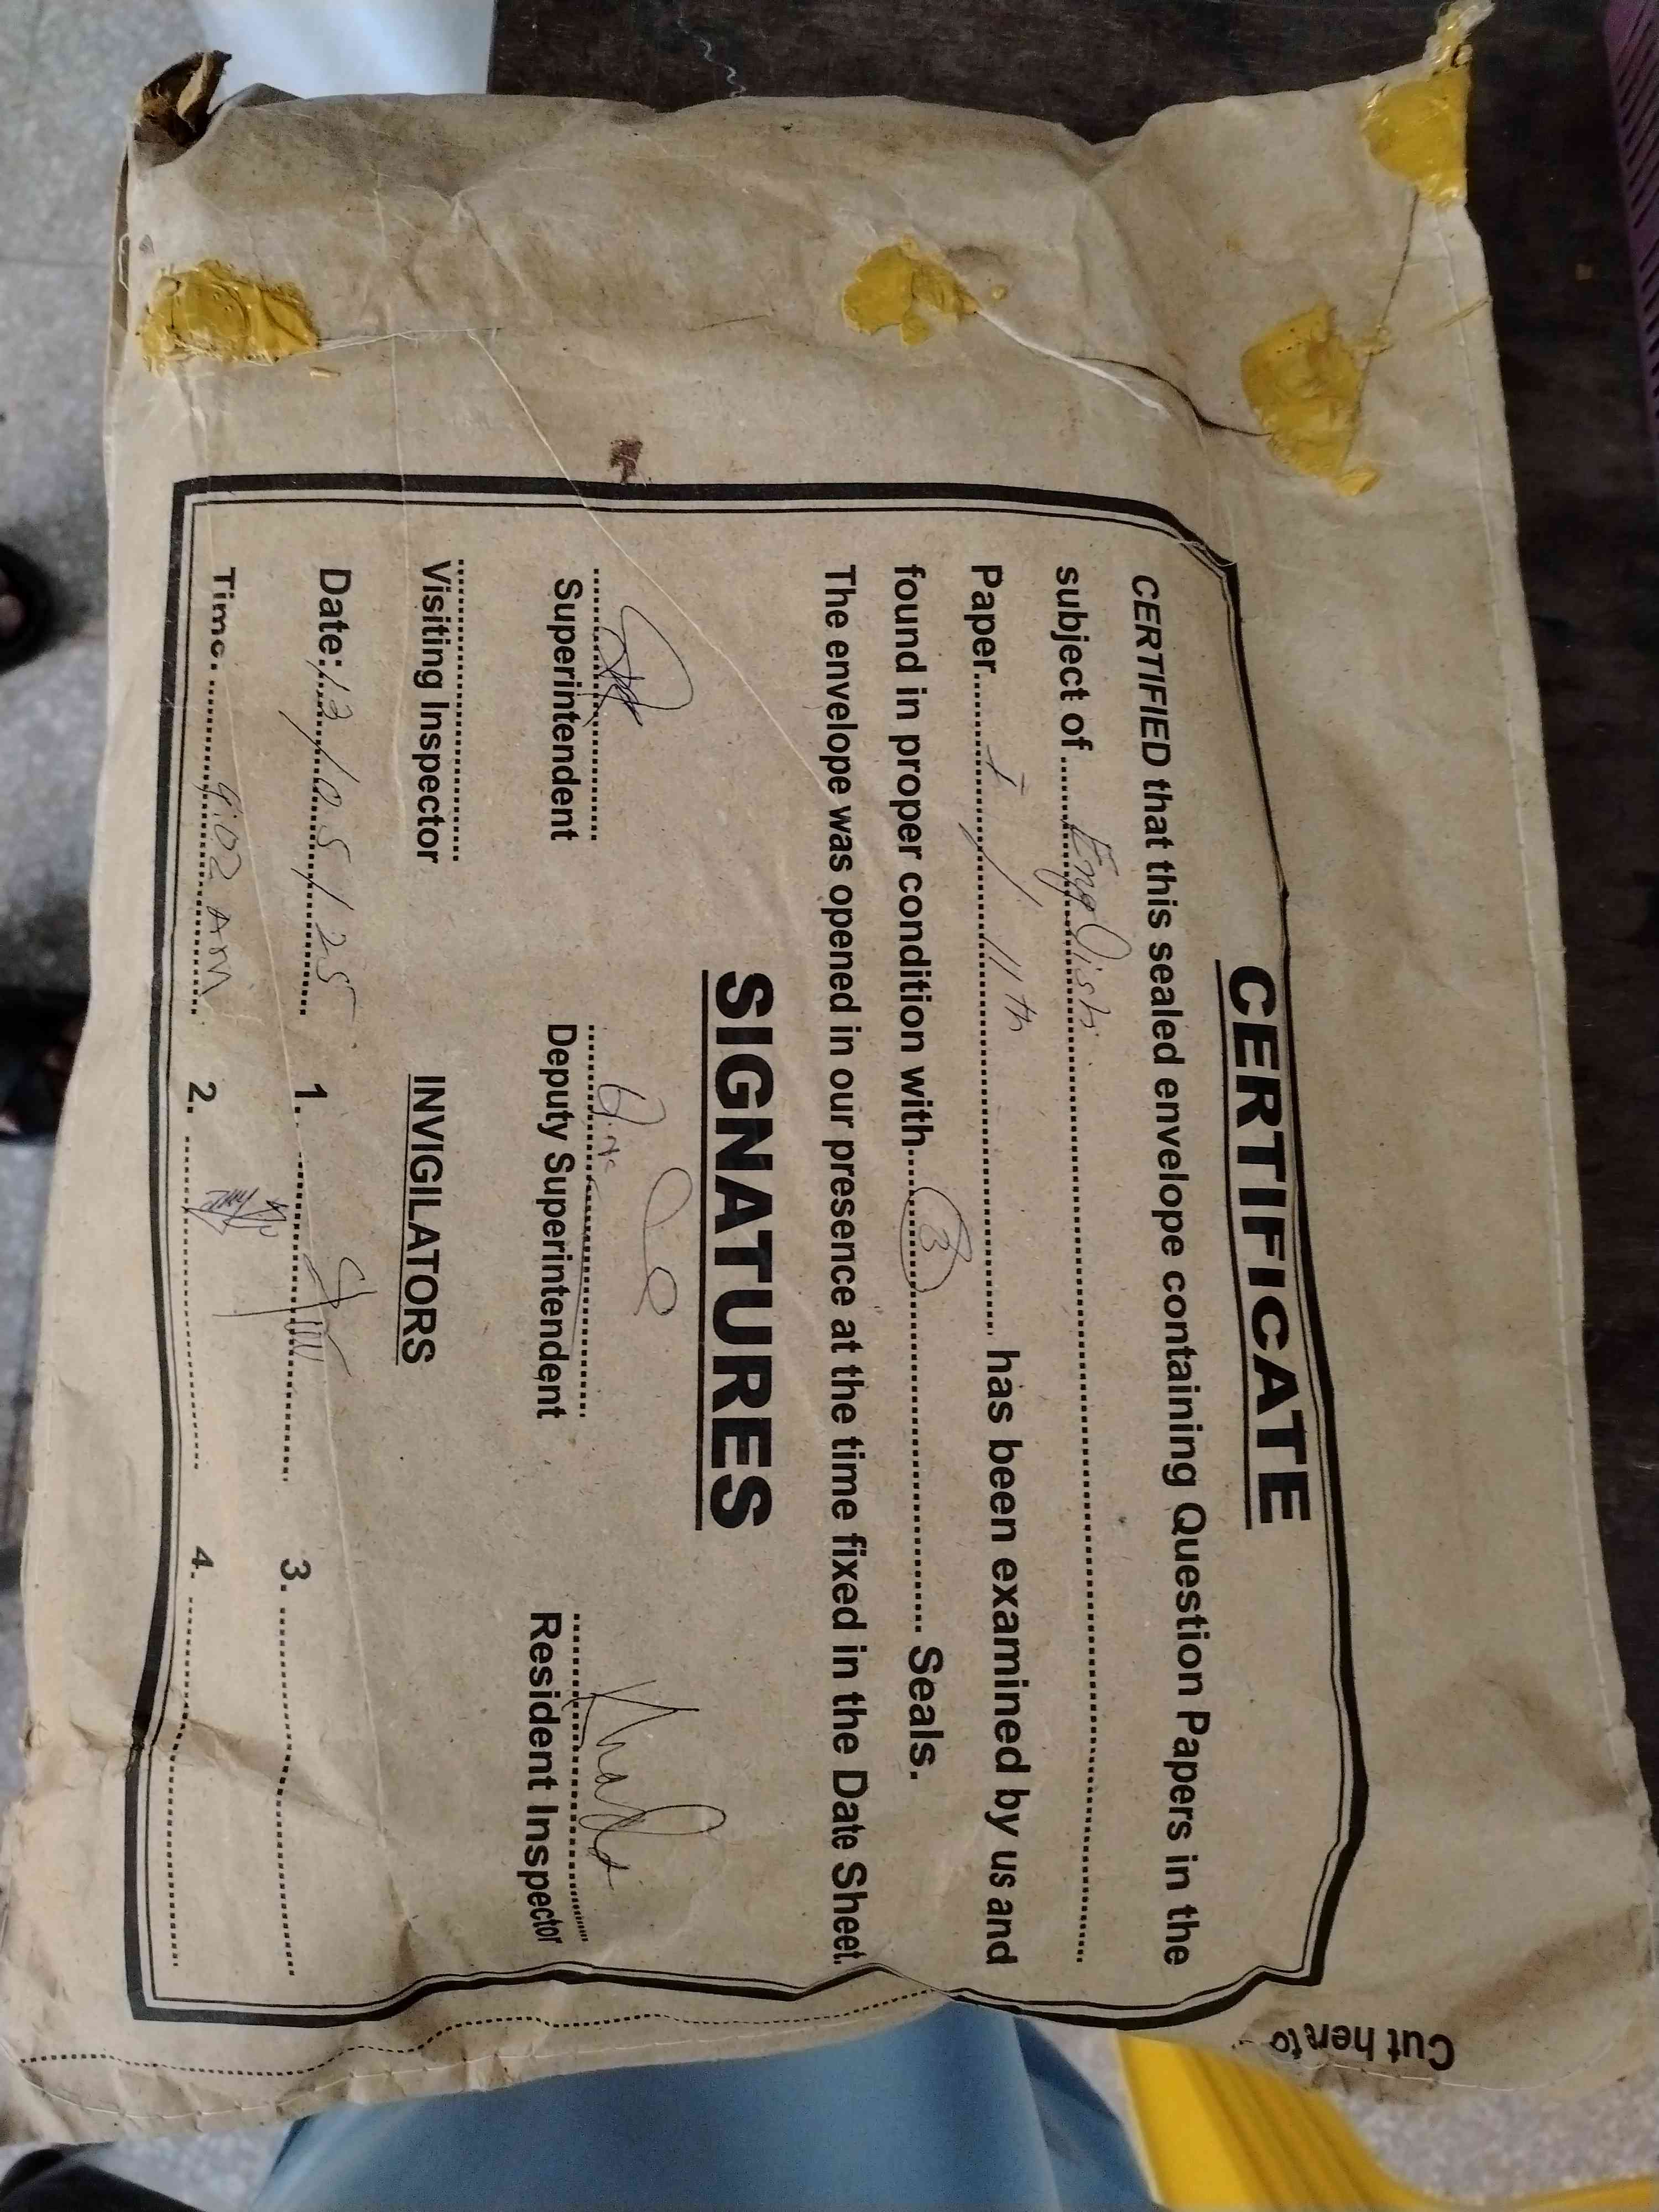 CERTIFICATE
CERTIFIED that this sealed envelope containing Question Papers in the
subject of ........ English ........
Paper........ I / 11th ........ has been examined by us and
found in proper condition with........ 3 ........ Seals.
The envelope was opened in our presence at the time fixed in the Date Sheet.
SIGNATURES
Superintendent Deputy Superintendent Resident Inspector
Visiting Inspector INVIGILATORS
Date: 13/05/25 1. ........ 3. ........
Time. ........ 9:02 AM 2. ........ 4. ........
Cut here